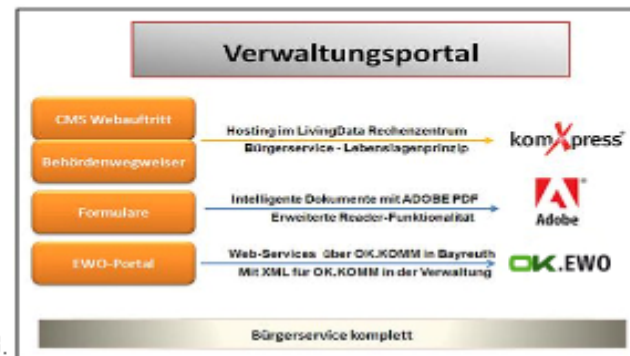 Verwaltungsportal
CMS Webauftritt
Behördenwegweiser
Hosting im LivingData Rechenzentrum
Bürgerservice - Lebenslagenprinzip
komXpress
Formulare
Intelligente Dokumente mit ADOBE PDF
Erweiterte Reader-Funktionalität
Adobe
EWO-Portal
Web-Services über OK.KOMM in Bayreuth
Mit XML für OK.KOMM in der Verwaltung
OK.EWO
Bürgerservice komplett